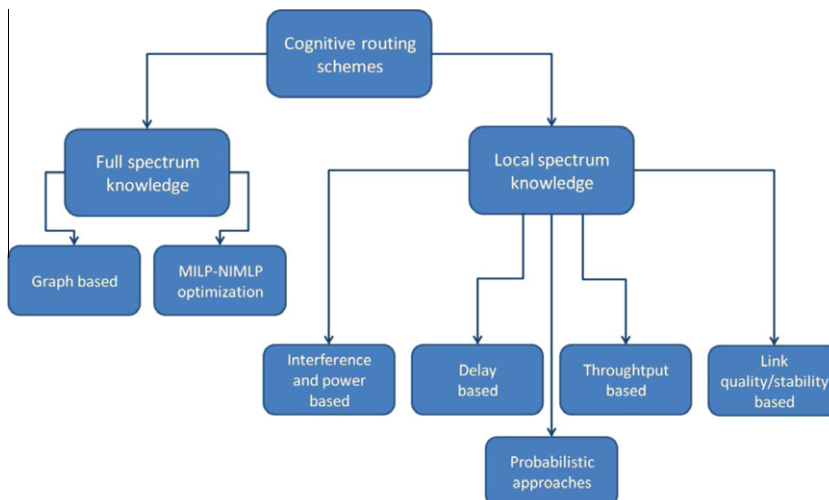 Cognitive routing
schemes
Full spectrum
knowledge
Local spectrum
knowledge
Graph based
MILP-NIMLP
optimization
Interference
and power
based
Delay
based
Throughtput
based
Link
quality/stability
based
Probabilistic
approaches